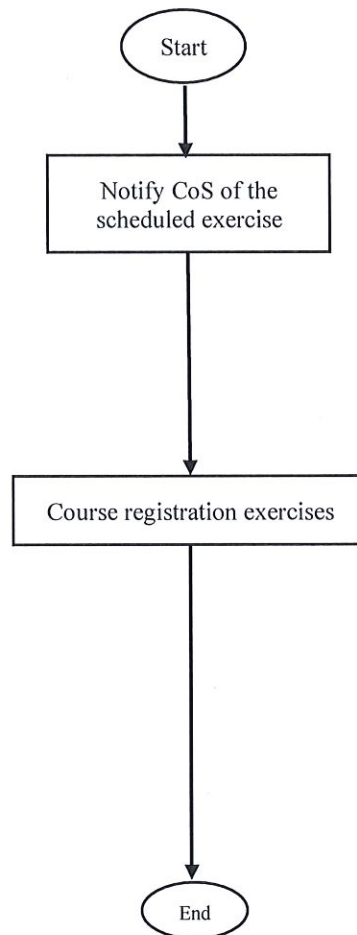 Start
Notify CoS of the
scheduled exercise
Course registration exercises
End